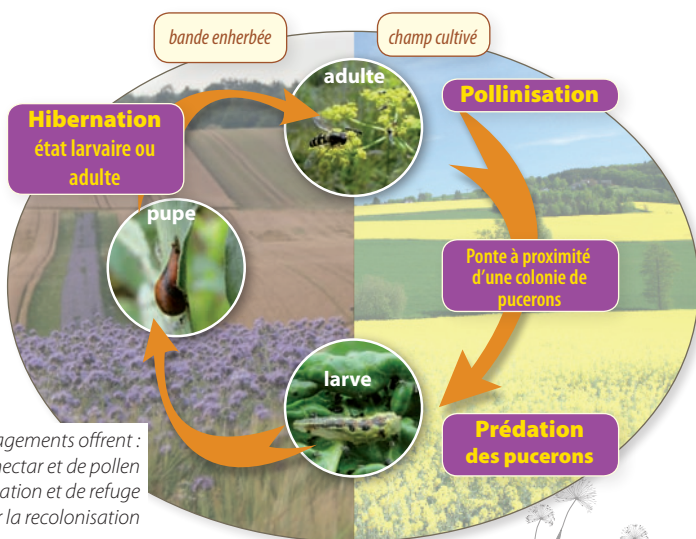 bande enherbée
champ cultivé
adulte
Pollinisation
Hibernation
état larvaire ou
adulte
pupe
Ponte à proximité
d'une colonie de
pucerons
larve
Prédation
des pucerons
offrent :
nectar et de pollen
et de refuge
la recolonisation